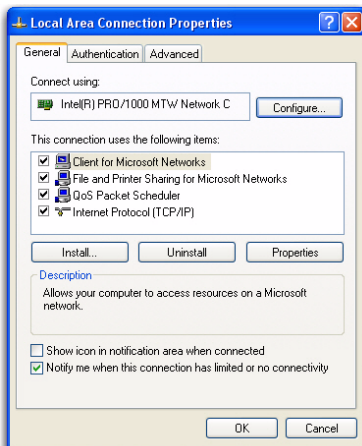 Local Area Connection Properties
General Authentication Advanced
Connect using:
Intel(R) PRO/1000 MTW Network C
Configure...
This connection uses the following items:
Client for Microsoft Networks
File and Printer Sharing for Microsoft Networks
QoS Packet Scheduler
Internet Protocol (TCP/IP)
Install... Uninstall Properties
Description
Allows your computer to access resources on a Microsoft
network.
Show icon in notification area when connected
Notify me when this connection has limited or no connectivity
OK Cancel